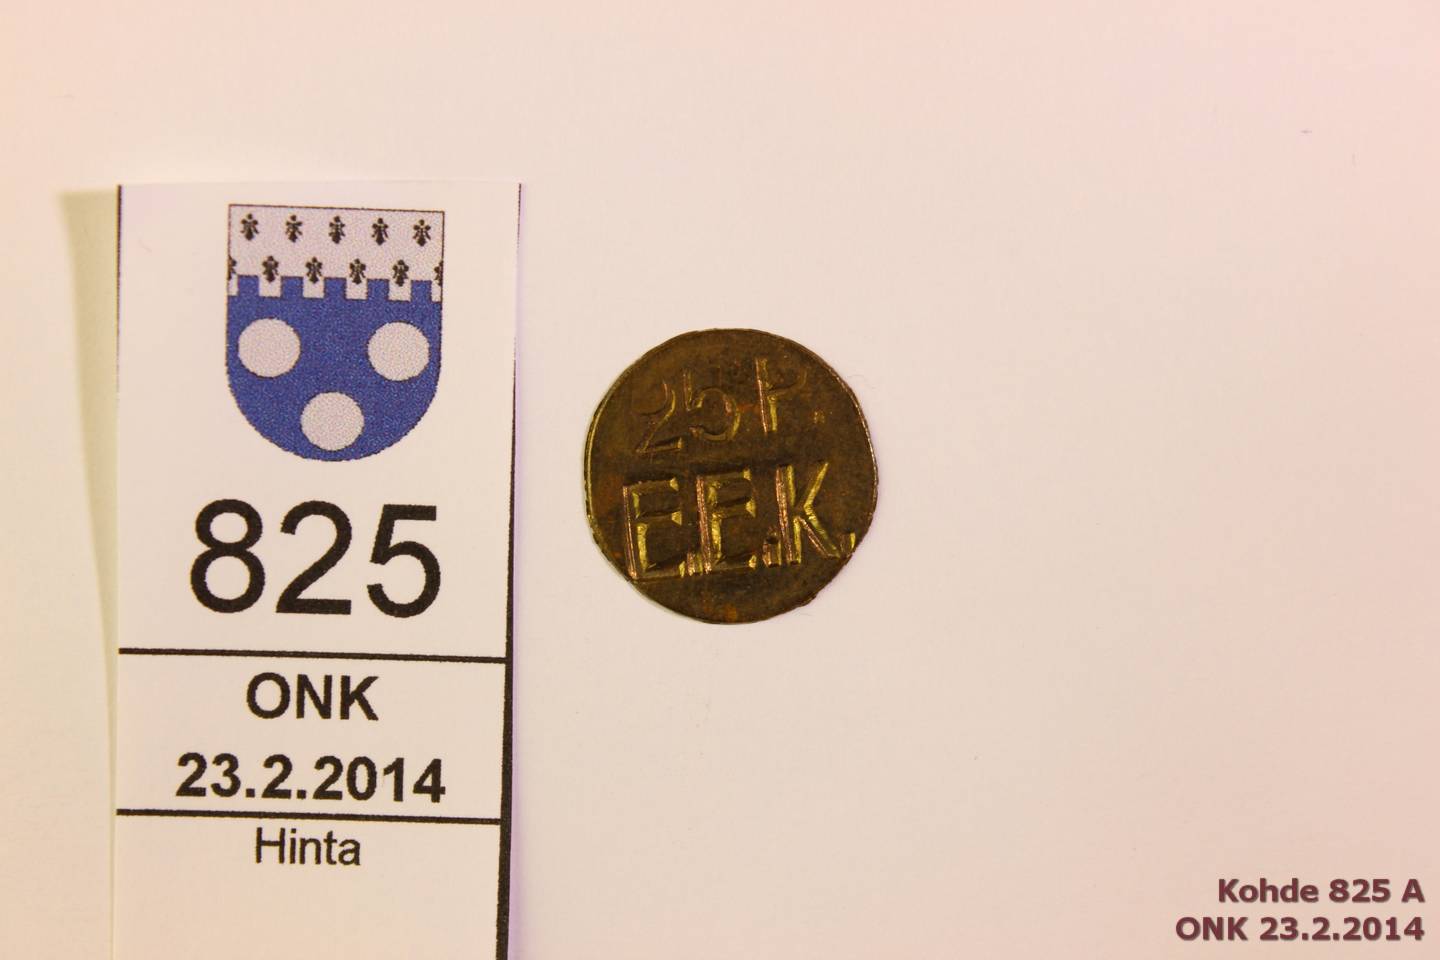 825
ONK
23.2.2014
Hinta
25 P.
E.E.K.
Kohde 825 A
ONK 23.2.2014